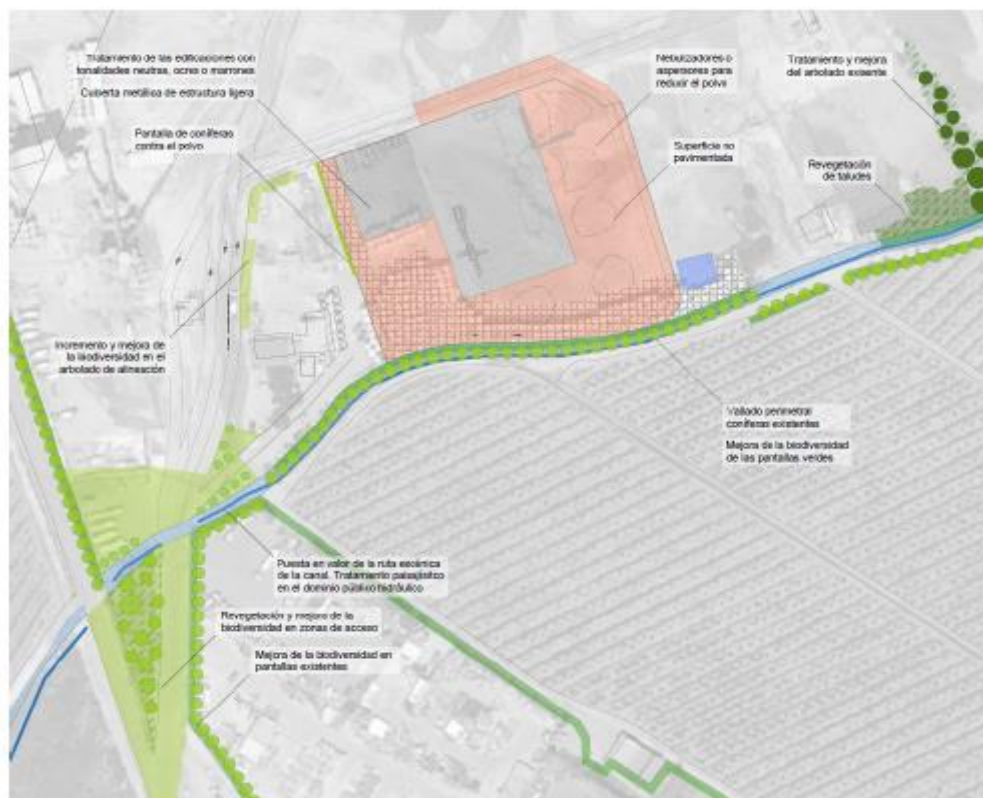 Tratamiento de las edificaciones con
tonalidades neutras, ocres o marrones
Cubierta metálica de estructura ligera
Pantalla de coníferas
contra el polvo
Nebulizadores o
aspersores para
reducir el polvo
Superficie no
pavimentada
Tratamiento y mejora
del arbolado existente
Revegetación
de taludes
Incremento y mejora de
la biodiversidad en el
arbolado de alineación
Vallado perimetral
coníferas existentes
Mejora de la biodiversidad
de las pantallas verdes
Puesta en valor de la ruta escénica
de la canal. Tratamiento paisajístico
en el dominio público hidráulico
Revegetación y mejora de la
biodiversidad en zonas de acceso
Mejora de la biodiversidad en
pantallas existentes